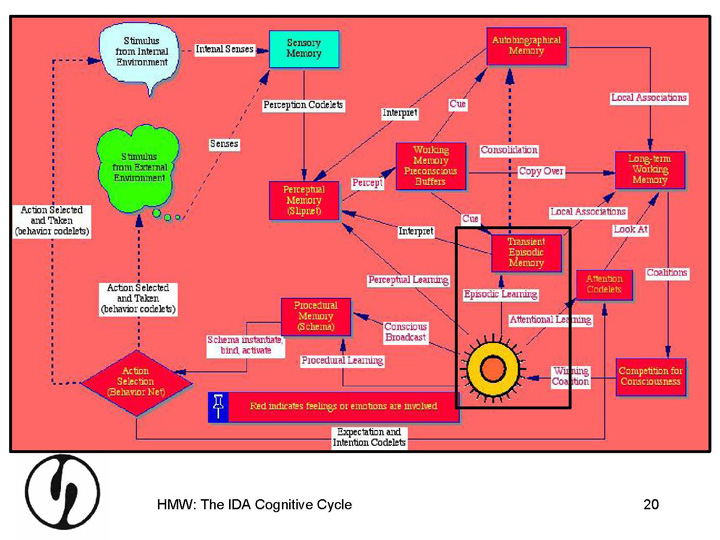 Stimulus
from Internal
Environment
Intenal Senses
Sensory
Memory
Autobiographical
Memory
Perception Codelets
Interpret
Cue
Local Associations
Stimulus
from External
Environment
Senses
Working
Memory
Preconscious
Buffers
Consolidation
Copy Over
Long-term
Working
Memory
Perceptual
Memory
(Slipnet)
Percept
Action Selected
and Taken
(behavior codelets)
Interpret
Cue
Local Associations
Look At
Transient
Episodic
Memory
Perceptual Learning
Attention
Codelets
Coalitions
Action Selected
and Taken
(behavior codelets)
Episodic Learning
Procedural
Memory
(Schema)
Conscious
Broadcast
Attentional Learning
Schema instantiate,
bind, activate
Procedural Learning
Action
Selection
(Behavior Net)
Winning
Coalition
Competition for
Consciousness
Red indicates feelings or emotions are involved
Expectation and
Intention Codelets
HMW: The IDA Cognitive Cycle
20